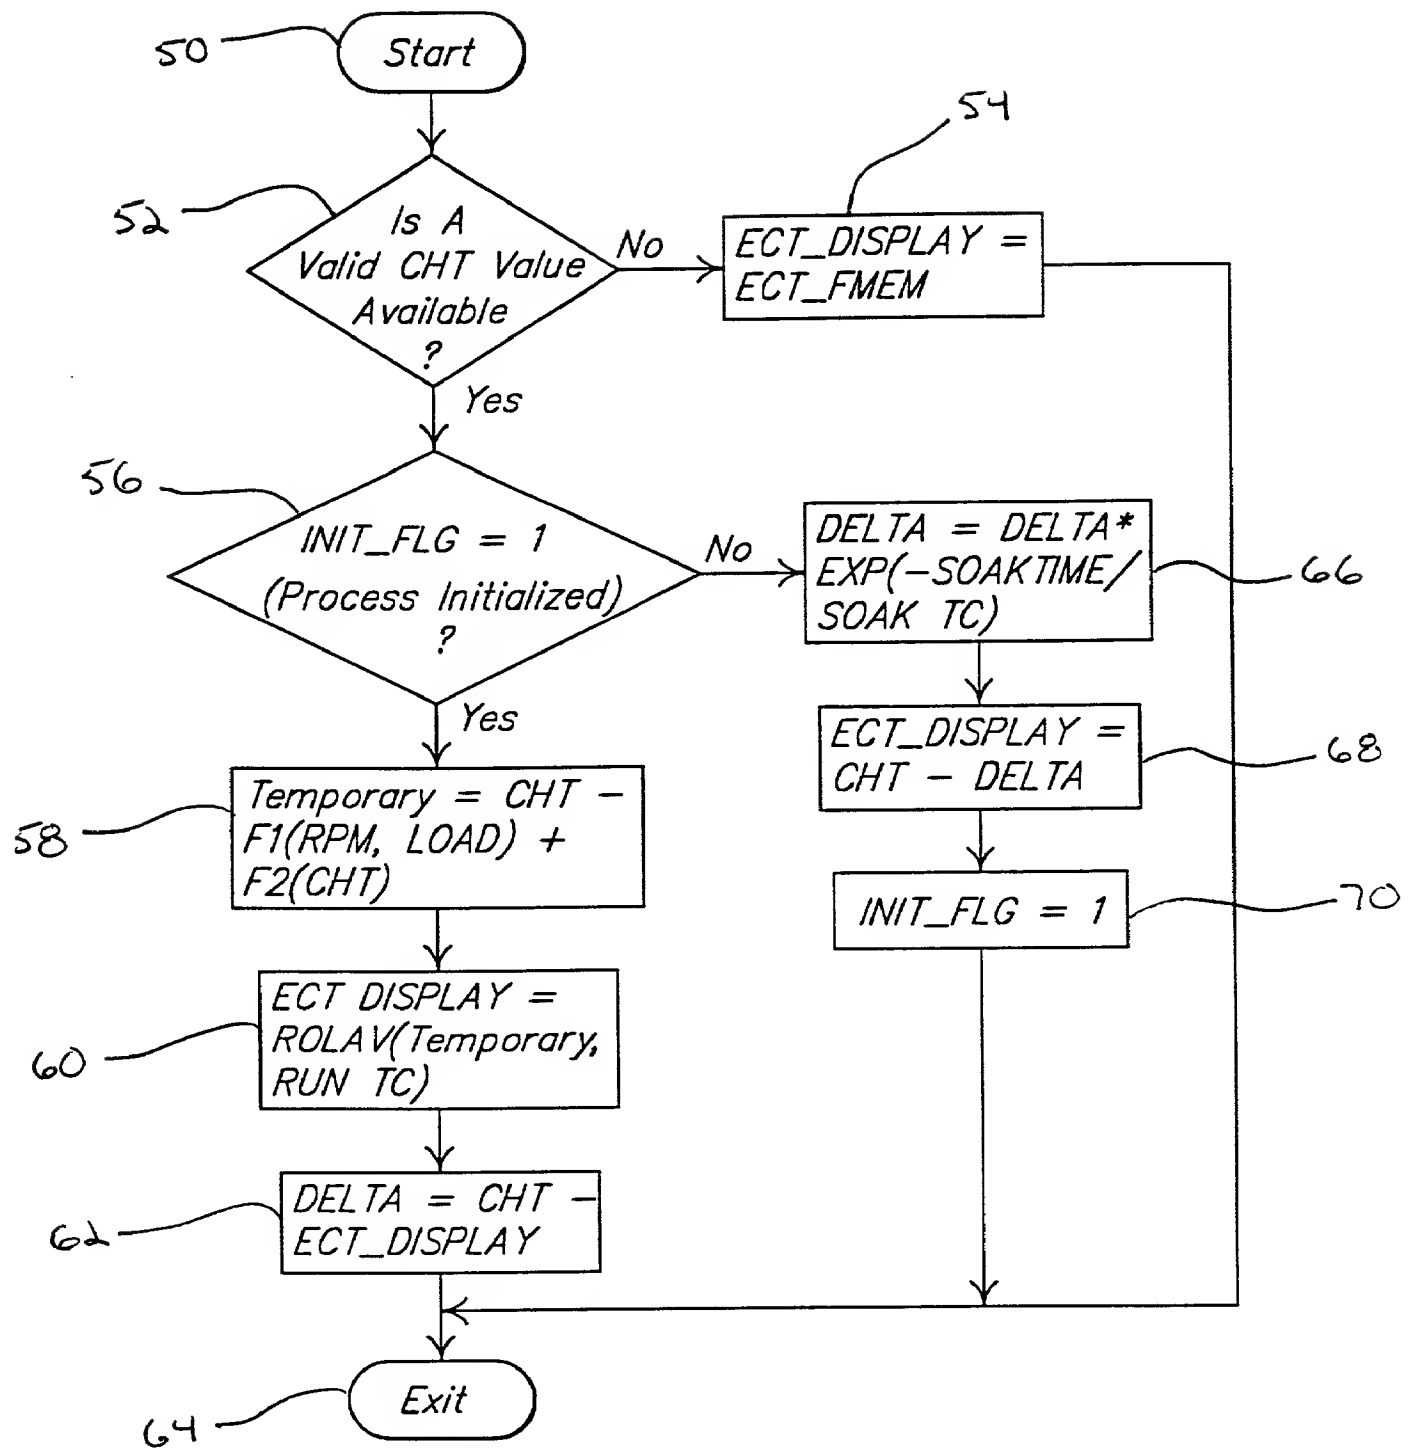 50
Start
54
52
Is A
Valid CHT Value
Available
?
No
ECT_DISPLAY =
ECT_FMEM
Yes
56
INIT_FLG = 1
(Process Initialized)
?
No
DELTA = DELTA*
EXP(-SOAKTIME/
SOAK TC)
66
Yes
ECT_DISPLAY =
CHT - DELTA
68
58
Temporary = CHT -
F1(RPM, LOAD) +
F2(CHT)
INIT_FLG = 1
70
60
ECT DISPLAY =
ROLAV(Temporary,
RUN TC)
62
DELTA = CHT -
ECT_DISPLAY
64
Exit